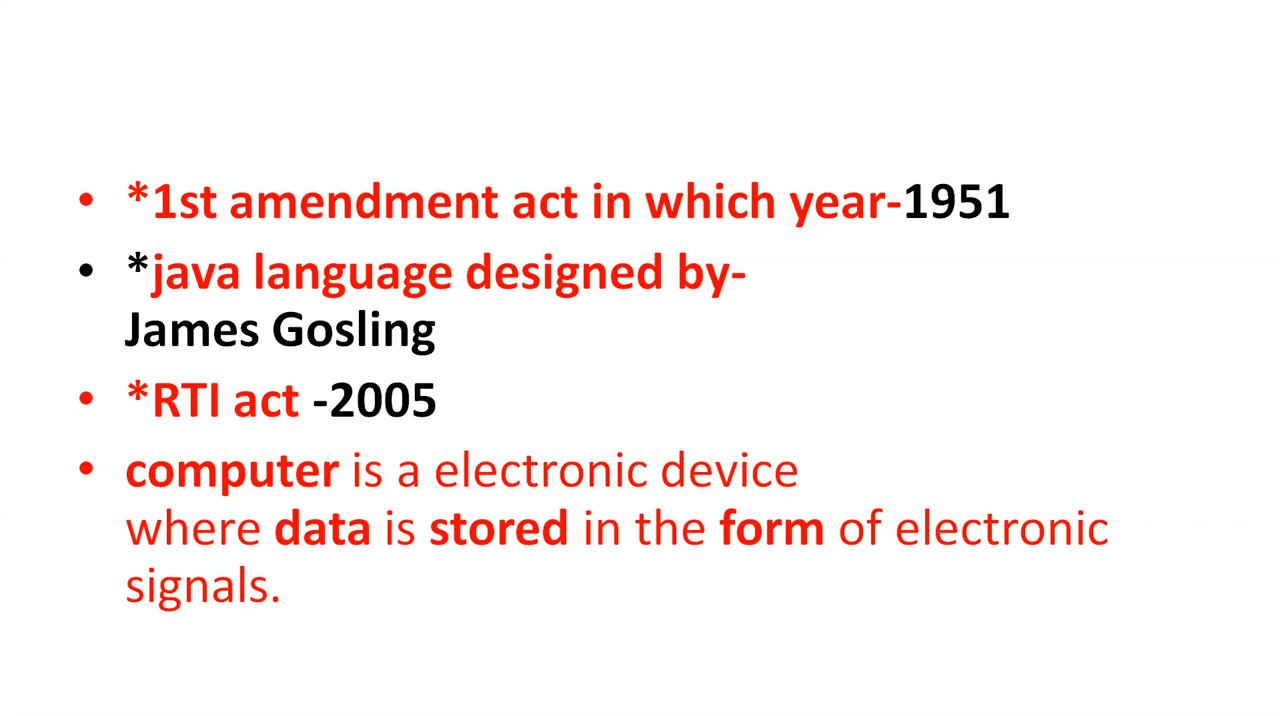 • *1st amendment act in which year-1951
• *java language designed by-
James Gosling
• *RTI act -2005
• computer is a electronic device
where data is stored in the form of electronic
signals.